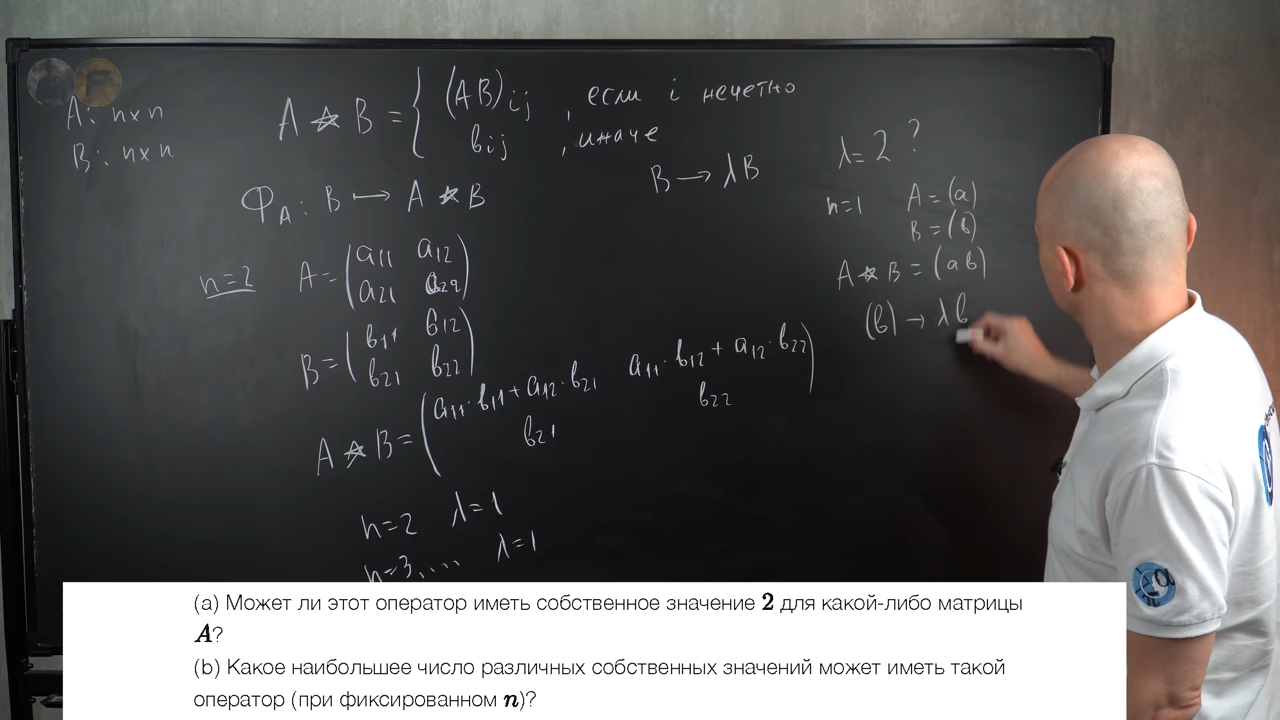 A: n×n
B: n×n
A ☆ B = { (AB)ij , если i нечетно
bij , иначе
Φ_A : B ↦ A ☆ B
B → λB
λ=2 ?
n=1 A = (a)
B = (b)
A ☆ B = (ab)
(b) → λb
n=2 A = (a11 a12
a21 a22)
B = (b11 b12
b21 b22)
A ☆ B = (a11·b11 + a12·b21 a11·b12 + a12·b22
b21 b22)
n=2 λ=1
n=3,.... λ=1
(a) Может ли этот оператор иметь собственное значение 2 для какой-либо матрицы
A?
(b) Какое наибольшее число различных собственных значений может иметь такой
оператор (при фиксированном n)?